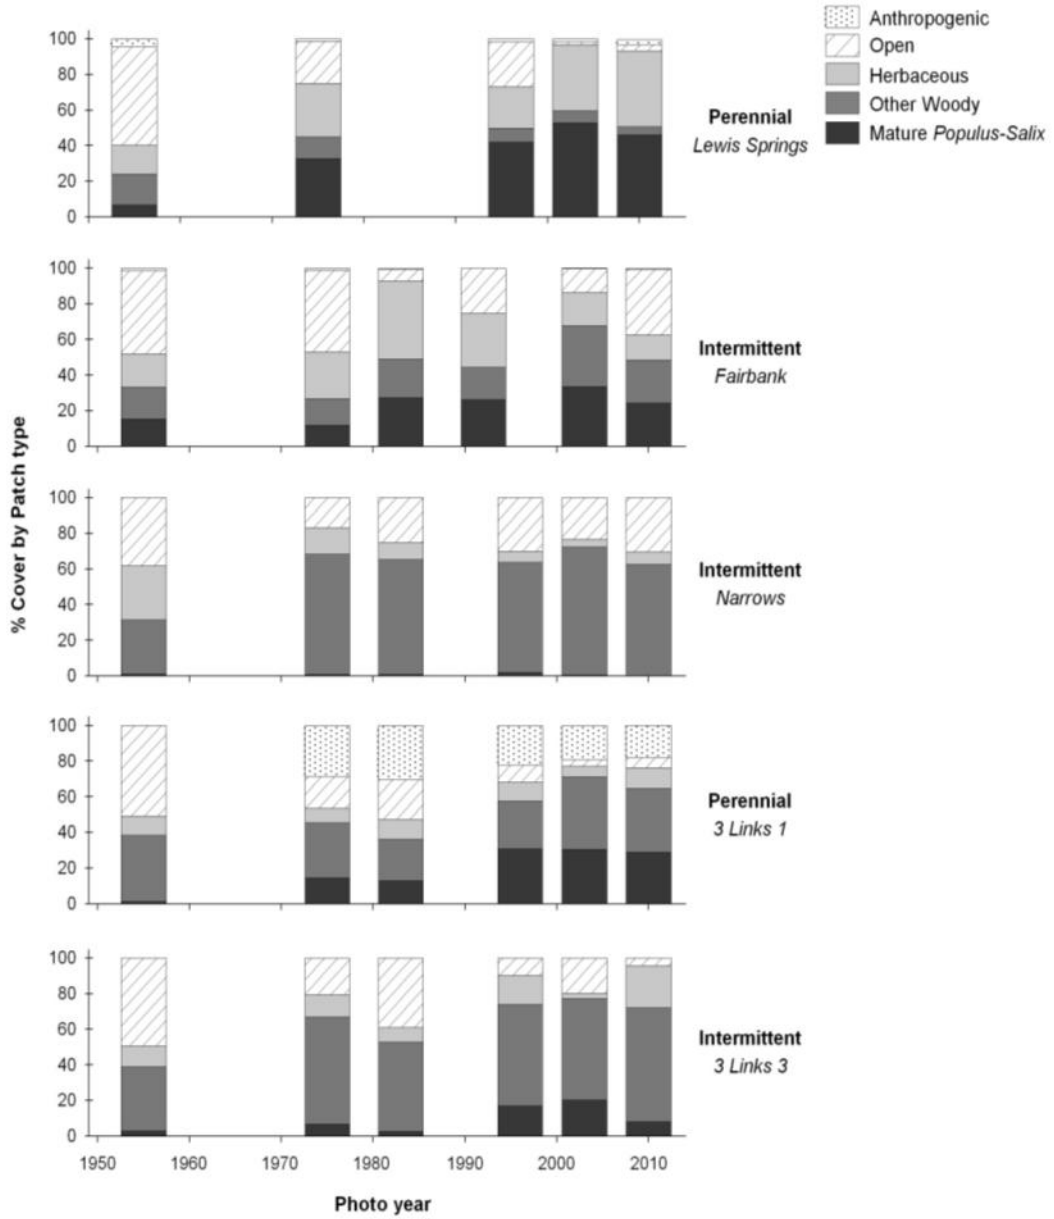 Anthropogenic
Open
Herbaceous
Other Woody
Mature Populus-Salix
% Cover by Patch type
100
80
60
40
20
0
Perennial
Lewis Springs
100
80
60
40
20
0
Intermittent
Fairbank
100
80
60
40
20
0
Intermittent
Narrows
100
80
60
40
20
0
Perennial
3 Links 1
100
80
60
40
20
0
Intermittent
3 Links 3
1950 1960 1970 1980 1990 2000 2010
Photo year